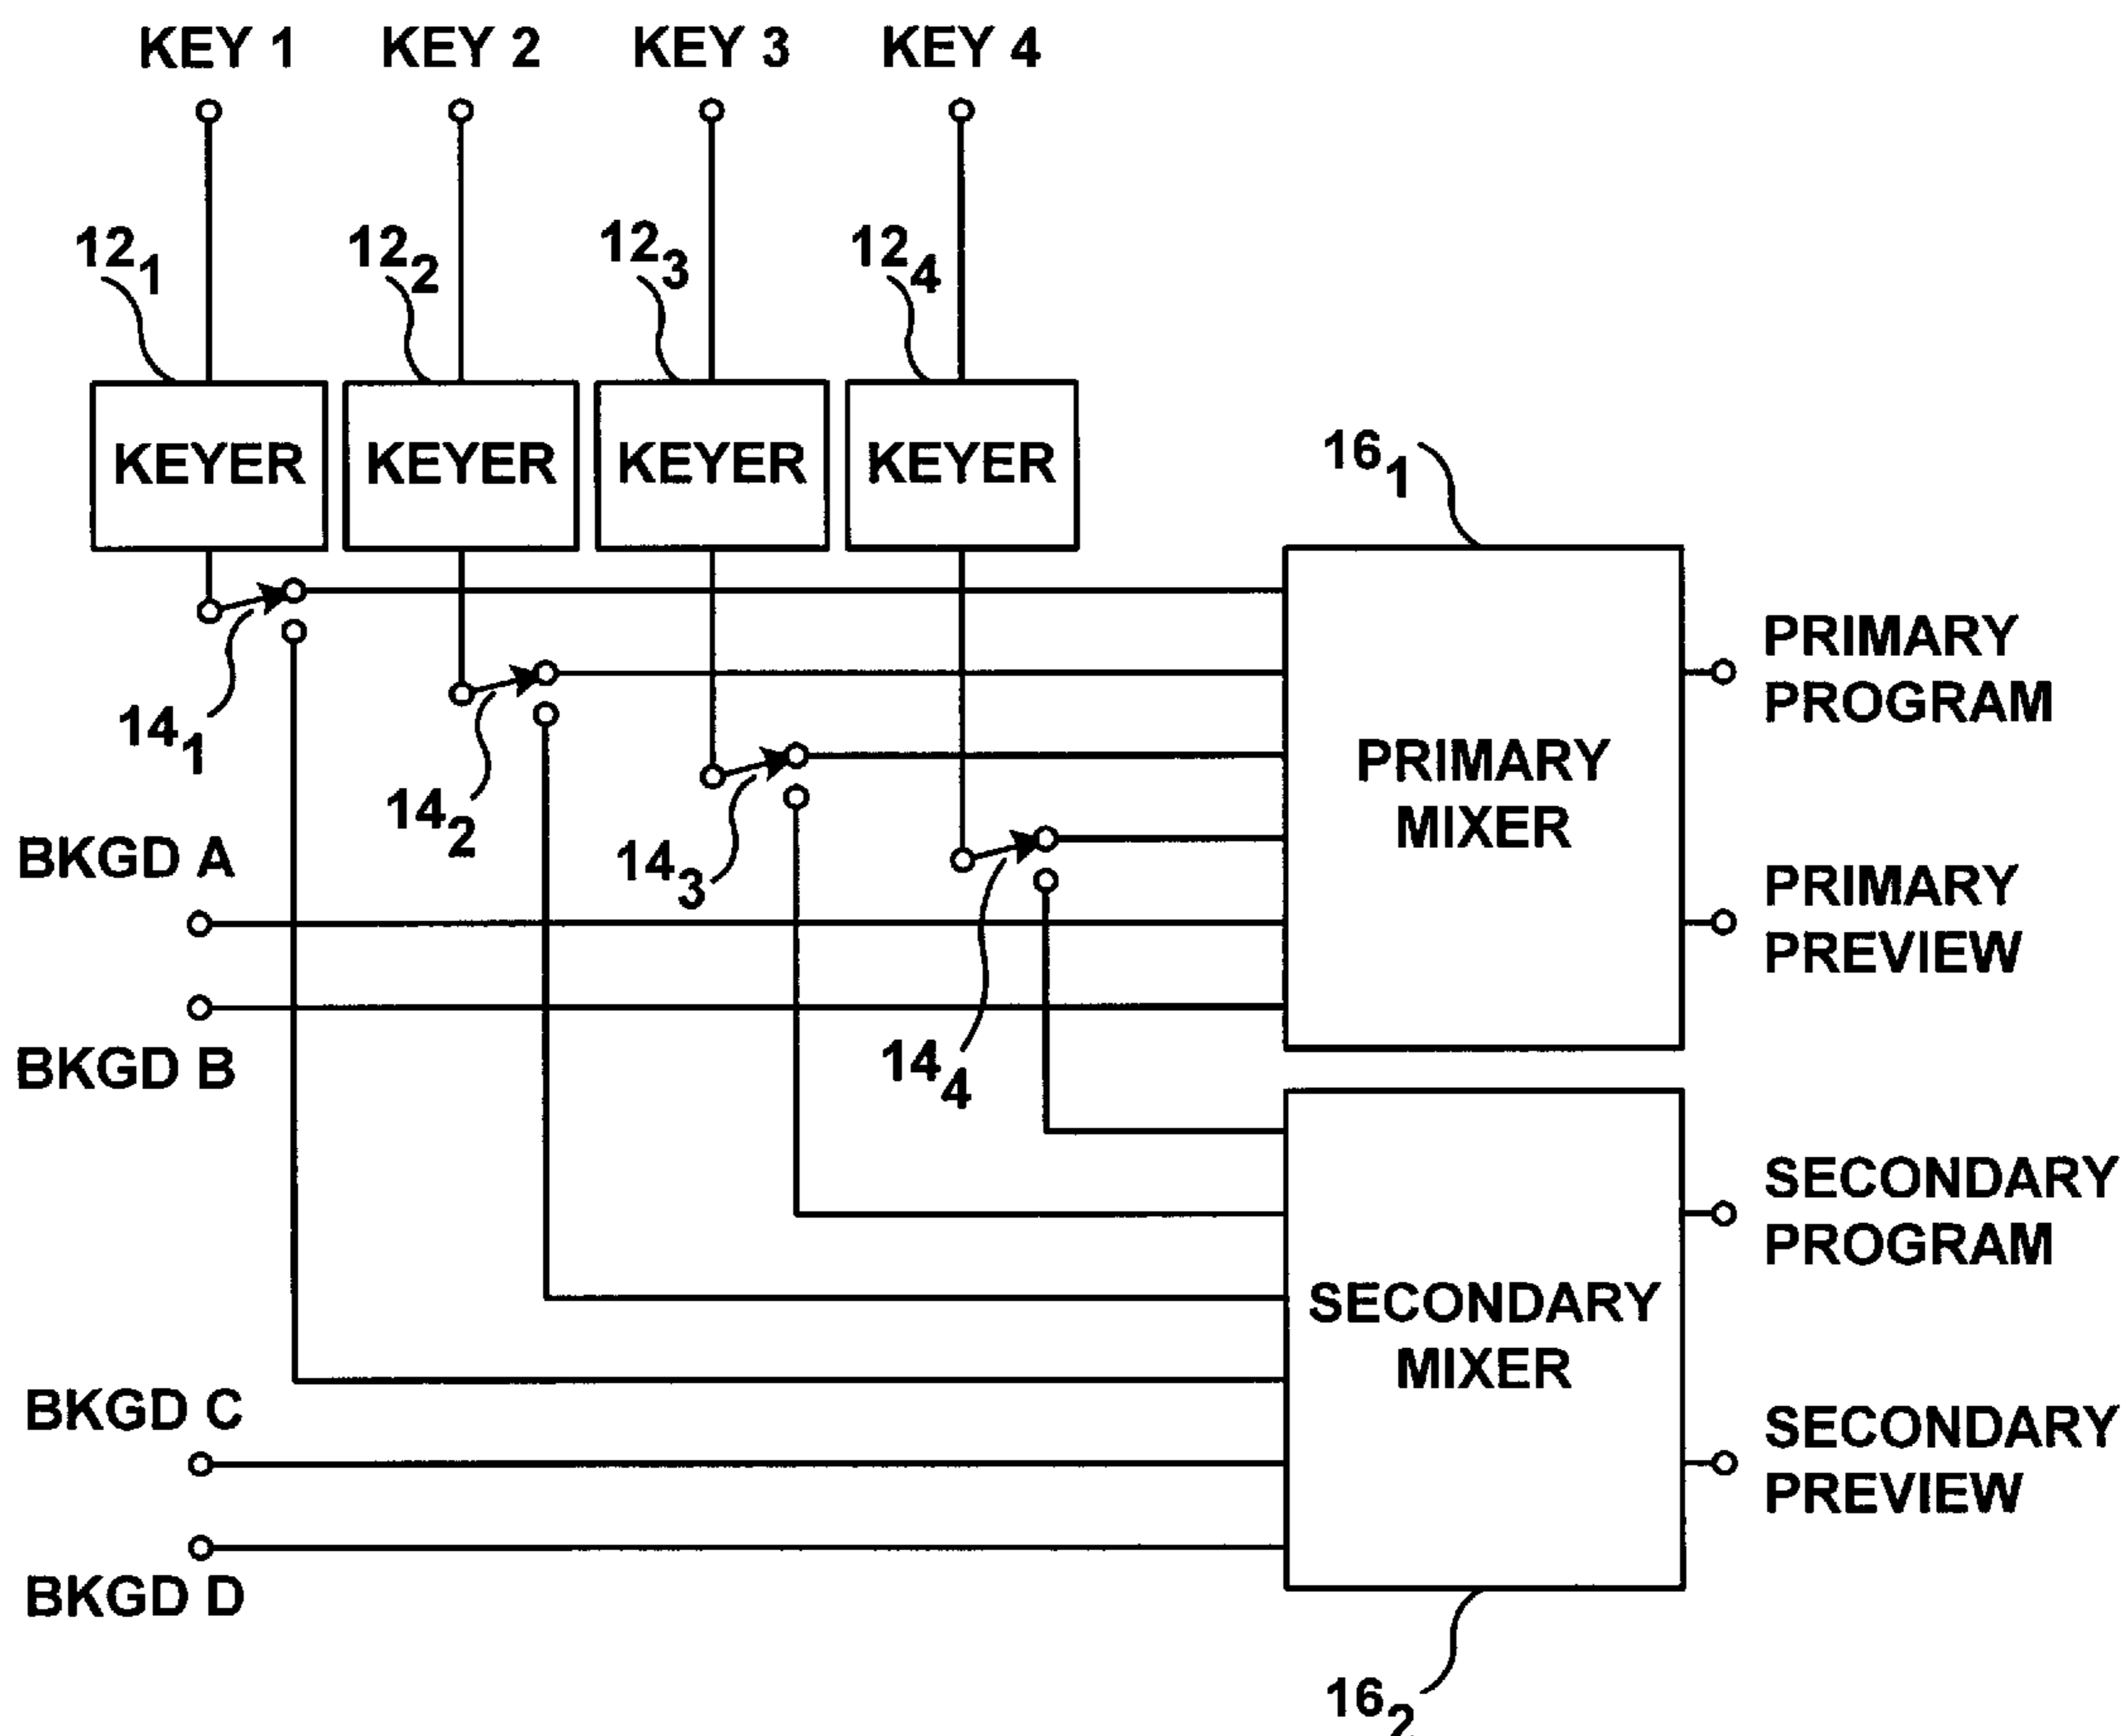 KEY 1 KEY 2 KEY 3 KEY 4
12₁ 12₂ 12₃ 12₄
KEYER KEYER KEYER KEYER
16₁
14₁
14₂
14₃
14₄
PRIMARY
MIXER
PRIMARY
PROGRAM
PRIMARY
PREVIEW
BKGD A
BKGD B
SECONDARY
MIXER
SECONDARY
PROGRAM
SECONDARY
PREVIEW
BKGD C
BKGD D
16₂